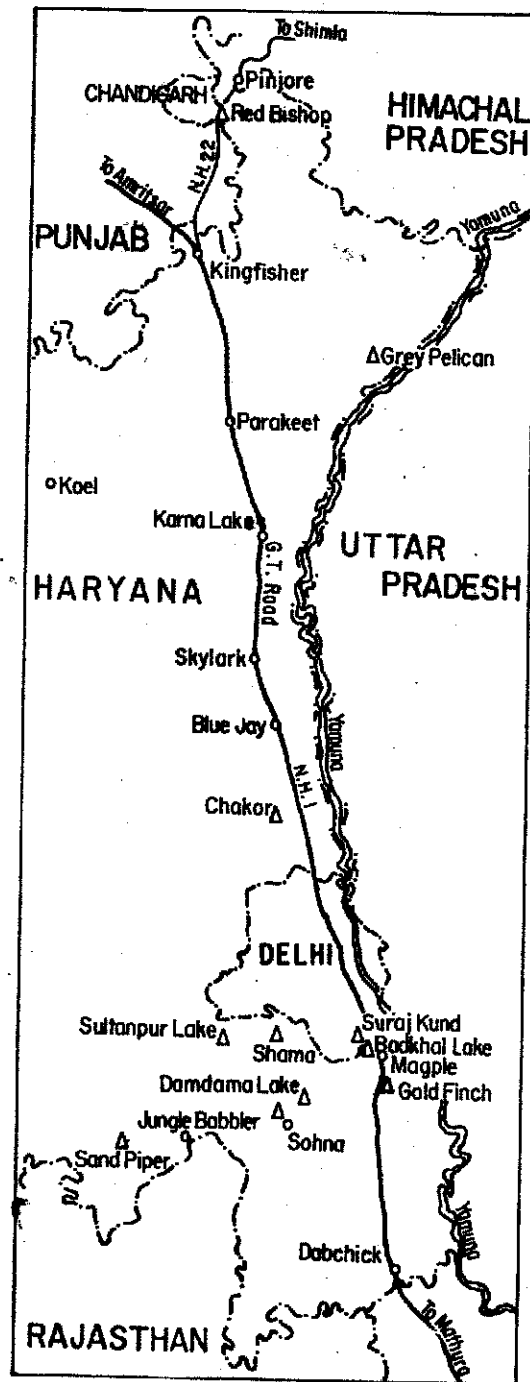 To Shimla
Pinjore
CHANDIGARH
Red Bishop
HIMACHAL
PRADESH
N.H.22
To Amritsar
Yamuna
PUNJAB
Kingfisher
Grey Pelican
Parakeet
Koel
Karna Lake
G.T. Road
UTTAR
PRADESH
HARYANA
Skylark
Blue Jay
Yamuna
N.H.1
Chakor
DELHI
Sultanpur Lake
Shama
Suraj Kund
Badkhal Lake
Magpie
Damdama Lake
Gold Finch
Jungle Babbler
Sohna
Sand Piper
Yamuna
Dabchick
To Mathura
RAJASTHAN